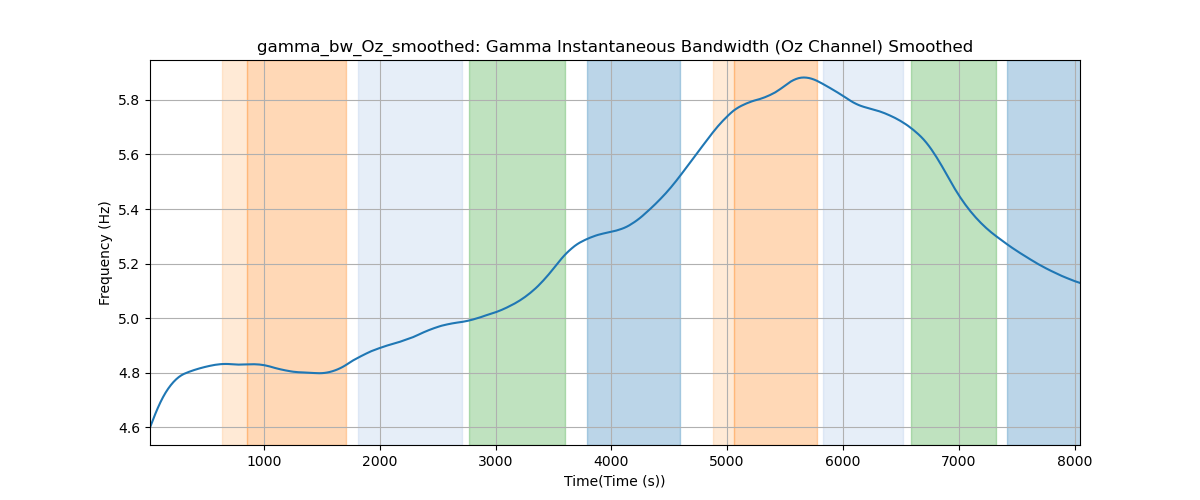 gamma_bw_Oz_smoothed: Gamma Instantaneous Bandwidth (Oz Channel) Smoothed
Frequency (Hz)
5.8
5.6
5.4
5.2
5.0
4.8
4.6
1000 2000 3000 4000 5000 6000 7000 8000
Time(Time (s))